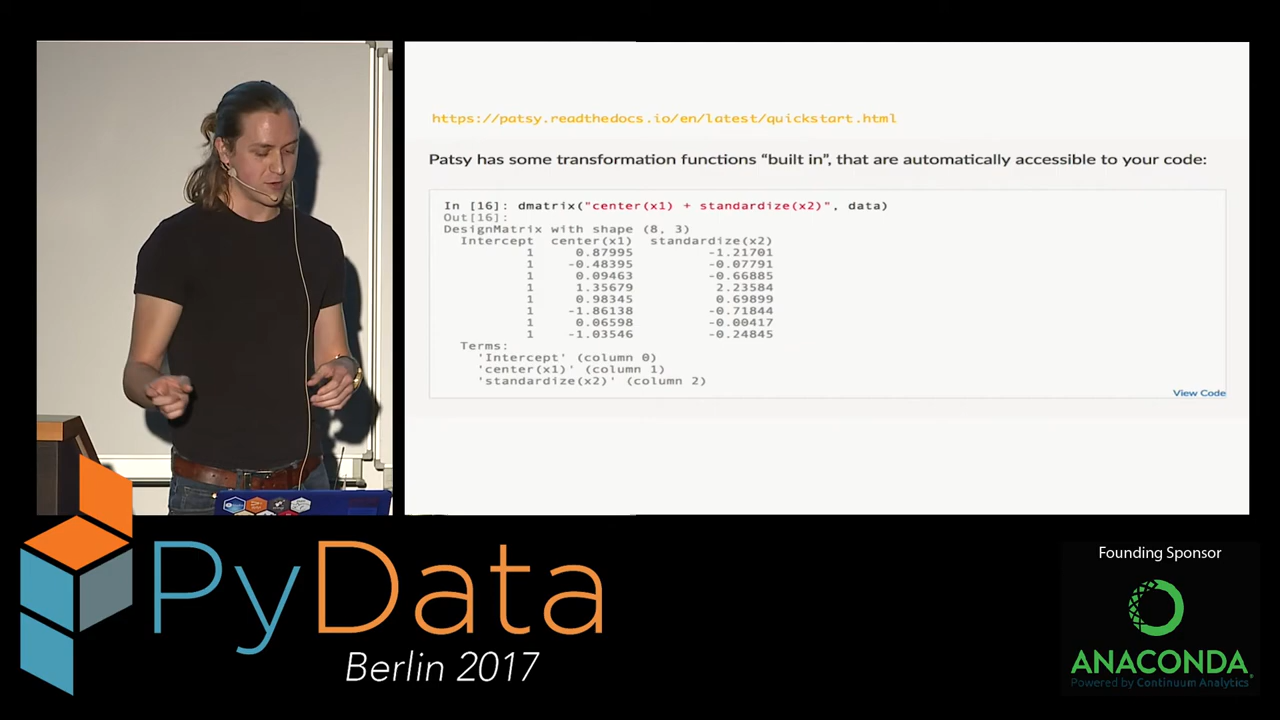 https://patsy.readthedocs.io/en/latest/quickstart.html
Patsy has some transformation functions “built in”, that are automatically accessible to your code:
In [16]: dmatrix("center(x1) + standardize(x2)", data)
Out[16]:
DesignMatrix with shape (8, 3)
Intercept center(x1) standardize(x2)
1 0.87995 -1.21701
1 -0.48395 -0.07791
1 0.09463 -0.66885
1 1.35679 2.23584
1 0.98345 0.69899
1 -1.86138 -0.71844
1 0.06598 -0.00417
1 -1.03546 -0.24845
Terms:
'Intercept' (column 0)
'center(x1)' (column 1)
'standardize(x2)' (column 2)
View Code
PyData
Berlin 2017
Founding Sponsor
ANACONDA
Powered by Continuum Analytics